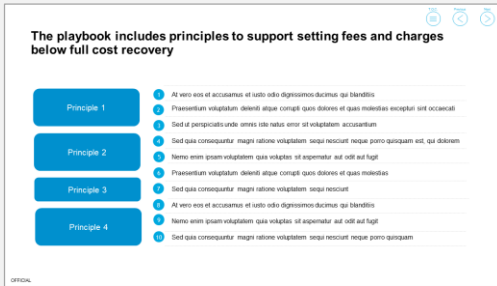 The playbook includes principles to support setting fees and charges
below full cost recovery
Principle 1
1 At vero eos et accusamus et iusto odio dignissimos ducimus qui blanditiis
2 Praesentium voluptatum deleniti atque corrupti quos dolores et quas molestias excepturi sint occaecati
3 Sed ut perspiciatis unde omnis iste natus error sit voluptatem accusantium
Principle 2
4 Sed quia consequuntur magni ratione voluptatem sequi nesciunt neque porro quisquam est, qui dolorem
5 Nemo enim ipsam voluptatem quia voluptas sit aspernatur aut odit aut fugit
6 Praesentium voluptatum deleniti atque corrupti quos dolores et quas molestias
Principle 3
7 Sed quia consequuntur magni ratione voluptatem sequi nesciunt
Principle 4
8 At vero eos et accusamus et iusto odio dignissimos ducimus qui blanditiis
9 Nemo enim ipsam voluptatem quia voluptas sit aspernatur aut odit aut fugit
10 Sed quia consequuntur magni ratione voluptatem sequi nesciunt neque porro quisquam
OFFICIAL